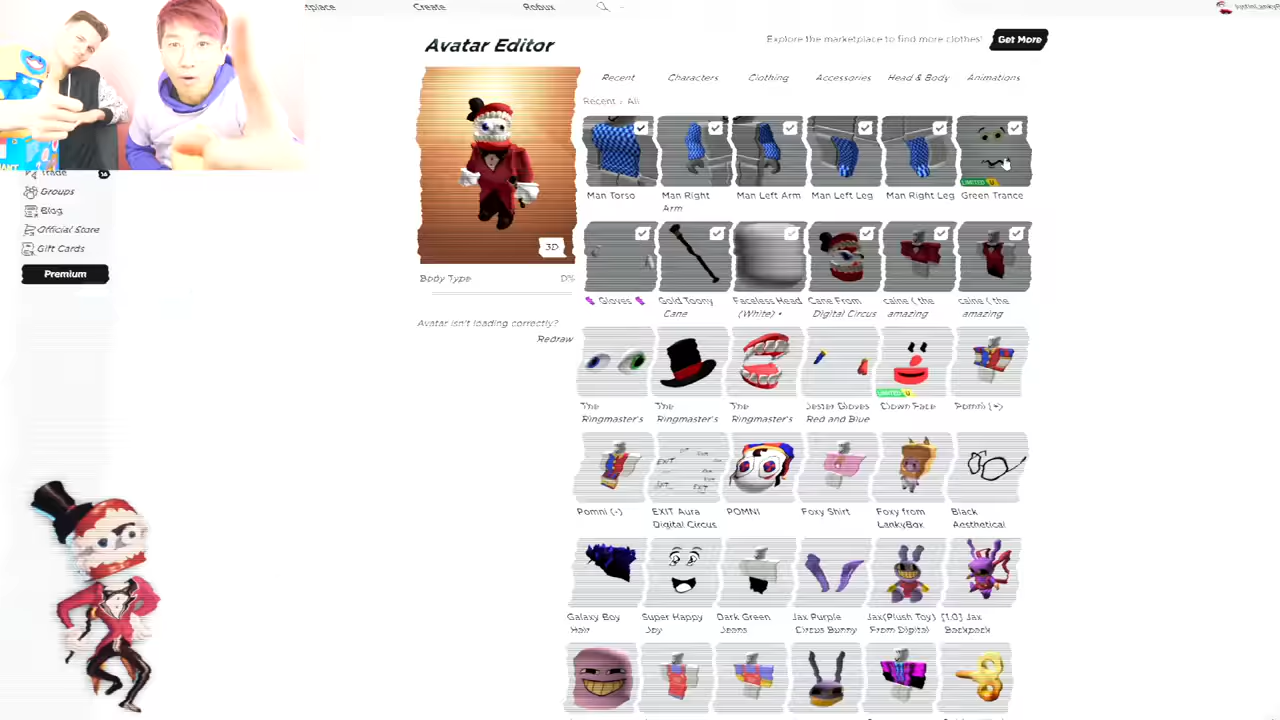 tplace Create Robux
Avatar Editor
Explore the marketplace to find more clothes! Get More
Recent Characters Clothing Accessories Head & Body Animations
Recent › All
Trade
Groups
Blog
Official Store
Gift Cards
Premium
3D
Body Type 0%
Avatar isn't loading correctly?
Redraw
Man Torso
Man Right
Arm
Man Left Arm
Man Left Leg
Man Right Leg
LIMITED U
Green Trance
Gloves
Gold Toony
Cane
Faceless Head
(White) •
Cane From
Digital Circus
caine ( the
amazing
caine ( the
amazing
The
Ringmaster's
The
Ringmaster's
The
Ringmaster's
Jester Gloves
Red and Blue
LIMITED U
Clown Face
Pomni (+)
Pomni (-)
EXIT Aura
Digital Circus
EXIT
POMNI
Foxy Shirt
Foxy from
LankyBox
Black
Aesthetical
Galaxy Boy
Hair
Super Happy
Joy
Dark Green
Jeans
Jax Purple
Circus Bunny
Jax(Plush Toy)
From Digital
[1.0] Jax
Backpack